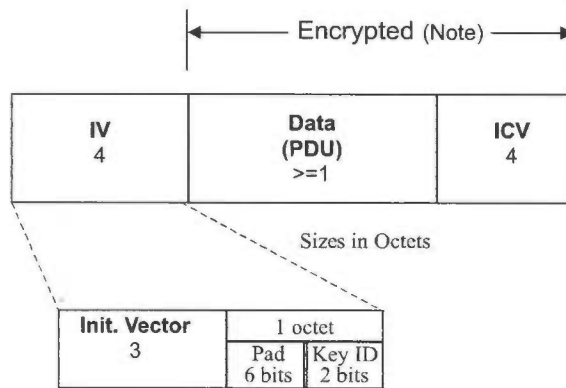 Encrypted (Note)
IV
4
Data
(PDU)
>=1
ICV
4
Sizes in Octets
Init. Vector
3
1 octet
Pad
6 bits
Key ID
2 bits